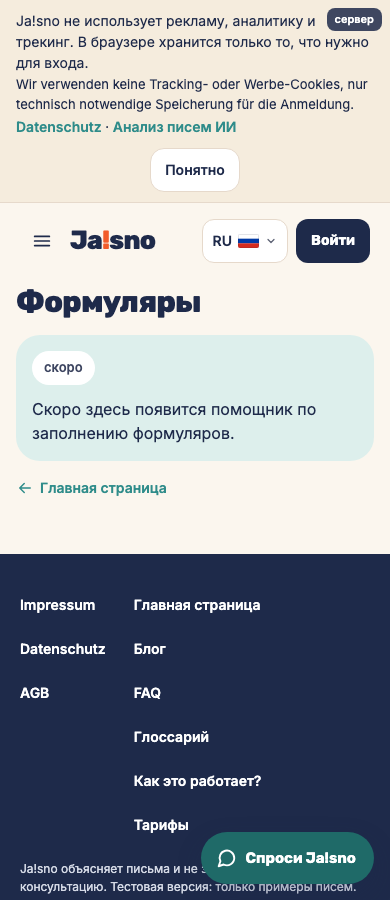 Ja!sno не использует рекламу, аналитику и
сервер
трекинг. В браузере хранится только то, что нужно
для входа.
Wir verwenden keine Tracking- oder Werbe-Cookies, nur
technisch notwendige Speicherung für die Anmeldung.
Datenschutz · Анализ писем ИИ
Понятно
Ja!sno
RU
Войти
Формуляры
скоро
Скоро здесь появится помощник по
заполнению формуляров.
← Главная страница
Impressum
Главная страница
Datenschutz
Блог
AGB
FAQ
Глоссарий
Как это работает?
Тарифы
Спроси Ja!sno
Ja!sno объясняет письма и не
консультацию. Тестовая версия: только примеры писем.